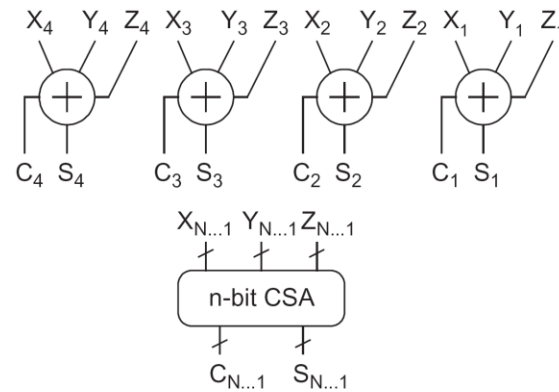 X4 Y4 Z4 X3 Y3 Z3 X2 Y2 Z2 X1 Y1 Z
C4 S4 C3 S3 C2 S2 C1 S1
XN...1 YN...1 ZN...1
n-bit CSA
CN...1 SN...1